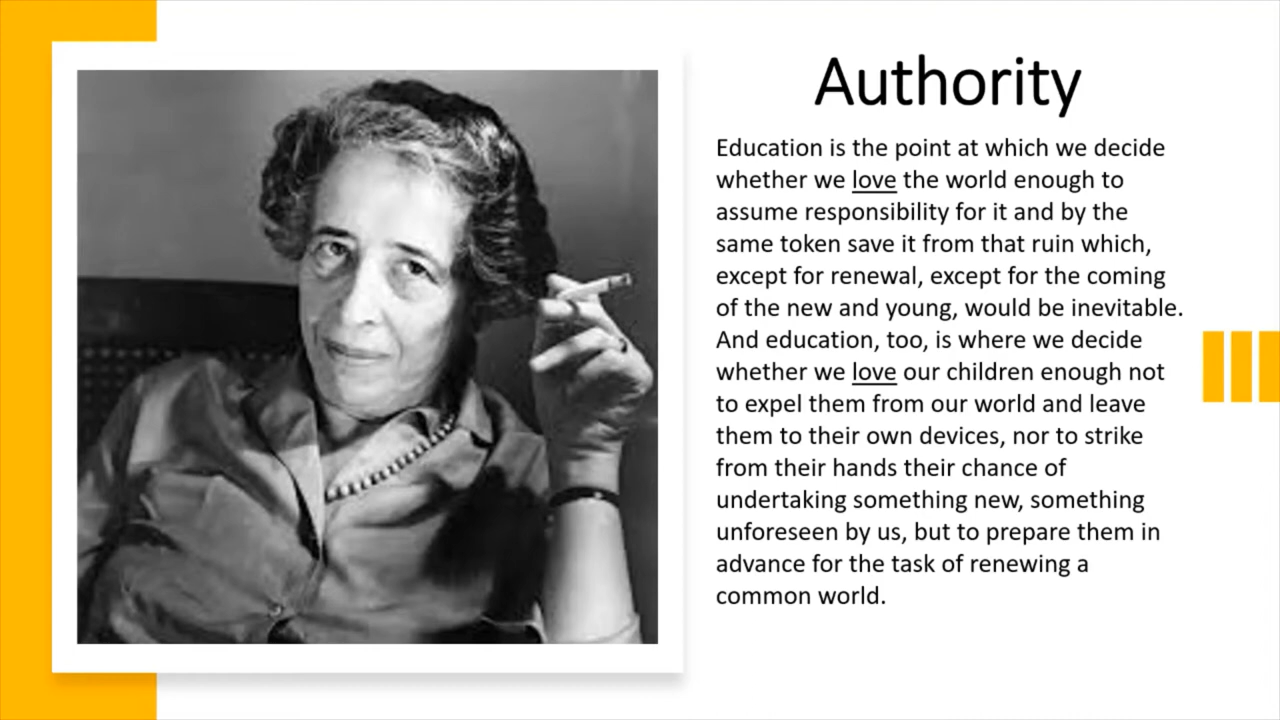 Authority
Education is the point at which we decide
whether we love the world enough to
assume responsibility for it and by the
same token save it from that ruin which,
except for renewal, except for the coming
of the new and young, would be inevitable.
And education, too, is where we decide
whether we love our children enough not
to expel them from our world and leave
them to their own devices, nor to strike
from their hands their chance of
undertaking something new, something
unforeseen by us, but to prepare them in
advance for the task of renewing a
common world.